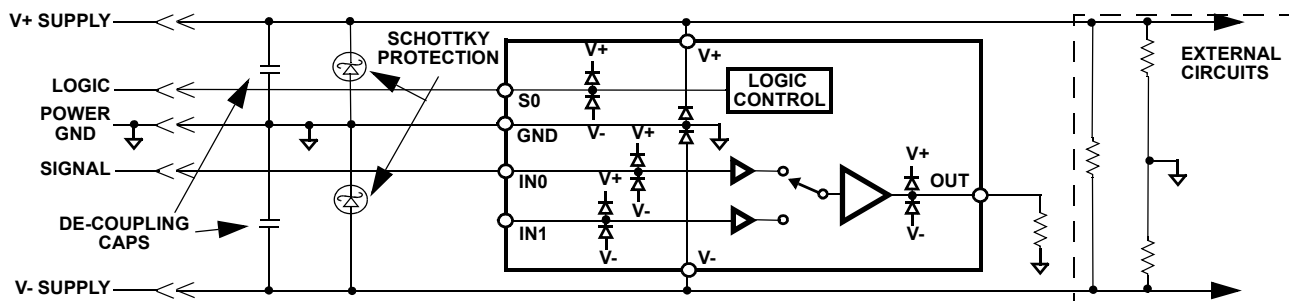 V+ SUPPLY
LOGIC
POWER
GND
SIGNAL
DE-COUPLING
CAPS
V- SUPPLY
SCHOTTKY
PROTECTION
V+
V-
S0
GND
V+
V-
IN0
V+
V-
IN1
V+
LOGIC
CONTROL
V+
V-
OUT
V-
EXTERNAL
CIRCUITS